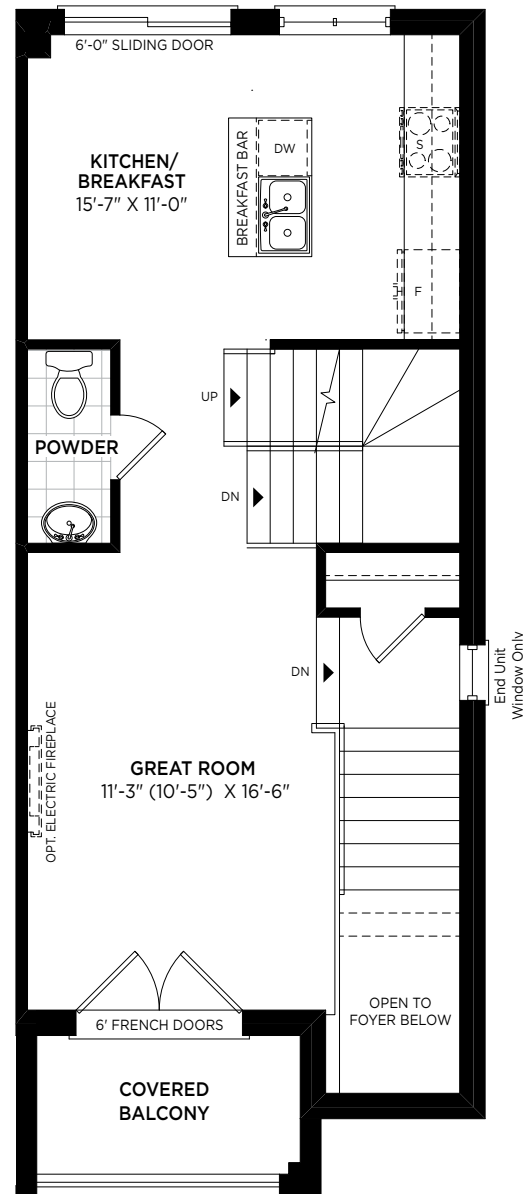 6'-0" SLIDING DOOR
KITCHEN/
BREAKFAST
15'-7" X 11'-0"
BREAKFAST BAR
DW
S
F
UP
POWDER
DN
End Unit
Window Only
DN
OPT. ELECTRIC FIREPLACE
GREAT ROOM
11'-3" (10'-5") X 16'-6"
OPEN TO
FOYER BELOW
6' FRENCH DOORS
COVERED
BALCONY